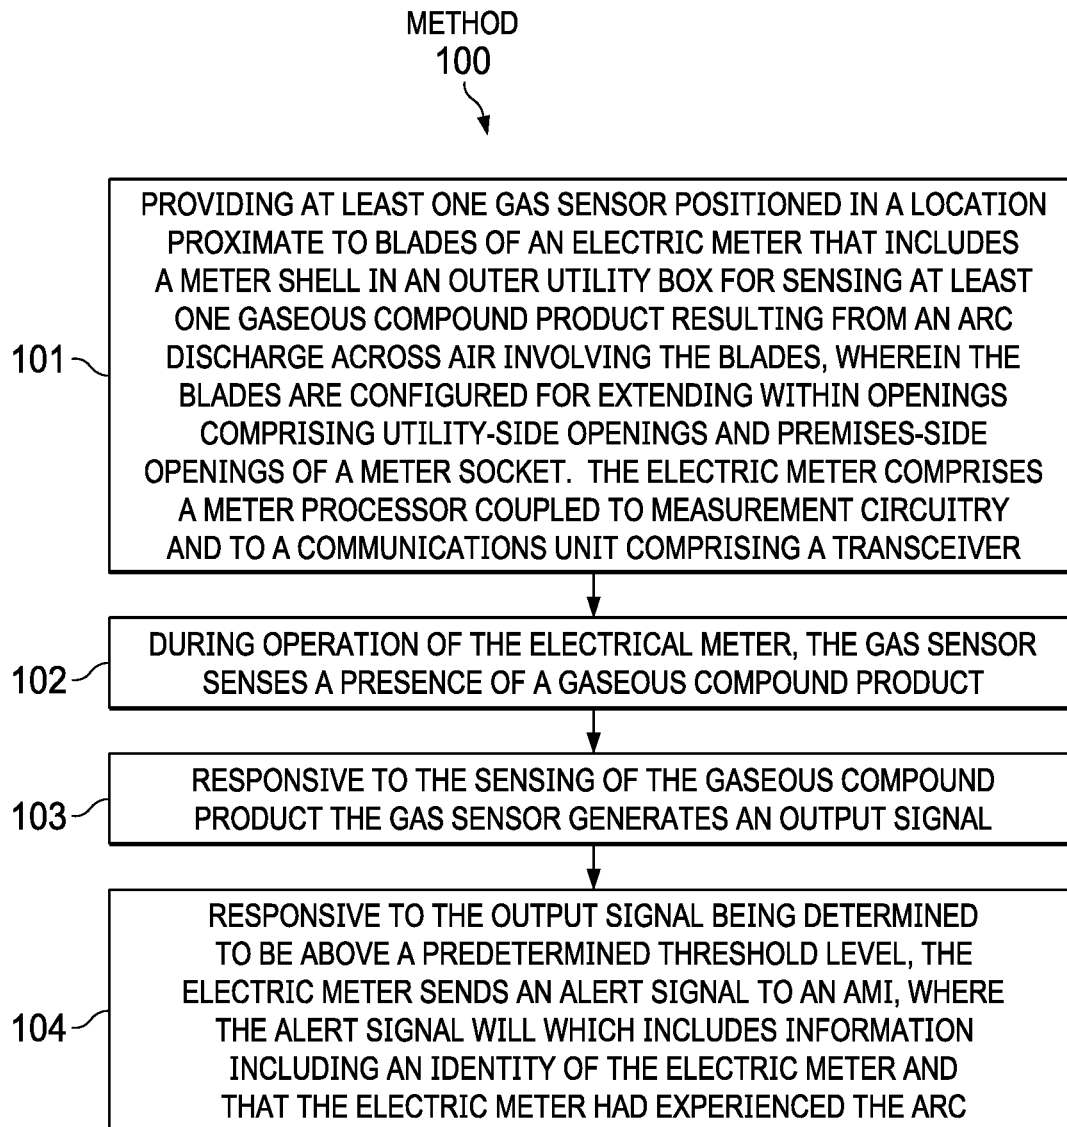 METHOD
100
PROVIDING AT LEAST ONE GAS SENSOR POSITIONED IN A LOCATION
PROXIMATE TO BLADES OF AN ELECTRIC METER THAT INCLUDES
A METER SHELL IN AN OUTER UTILITY BOX FOR SENSING AT LEAST
ONE GASEOUS COMPOUND PRODUCT RESULTING FROM AN ARC
101
DISCHARGE ACROSS AIR INVOLVING THE BLADES, WHEREIN THE
BLADES ARE CONFIGURED FOR EXTENDING WITHIN OPENINGS
COMPRISING UTILITY-SIDE OPENINGS AND PREMISES-SIDE
OPENINGS OF A METER SOCKET. THE ELECTRIC METER COMPRISES
A METER PROCESSOR COUPLED TO MEASUREMENT CIRCUITRY
AND TO A COMMUNICATIONS UNIT COMPRISING A TRANSCEIVER
102
DURING OPERATION OF THE ELECTRICAL METER, THE GAS SENSOR
SENSES A PRESENCE OF A GASEOUS COMPOUND PRODUCT
103
RESPONSIVE TO THE SENSING OF THE GASEOUS COMPOUND
PRODUCT THE GAS SENSOR GENERATES AN OUTPUT SIGNAL
104
RESPONSIVE TO THE OUTPUT SIGNAL BEING DETERMINED
TO BE ABOVE A PREDETERMINED THRESHOLD LEVEL, THE
ELECTRIC METER SENDS AN ALERT SIGNAL TO AN AMI, WHERE
THE ALERT SIGNAL WILL WHICH INCLUDES INFORMATION
INCLUDING AN IDENTITY OF THE ELECTRIC METER AND
THAT THE ELECTRIC METER HAD EXPERIENCED THE ARC